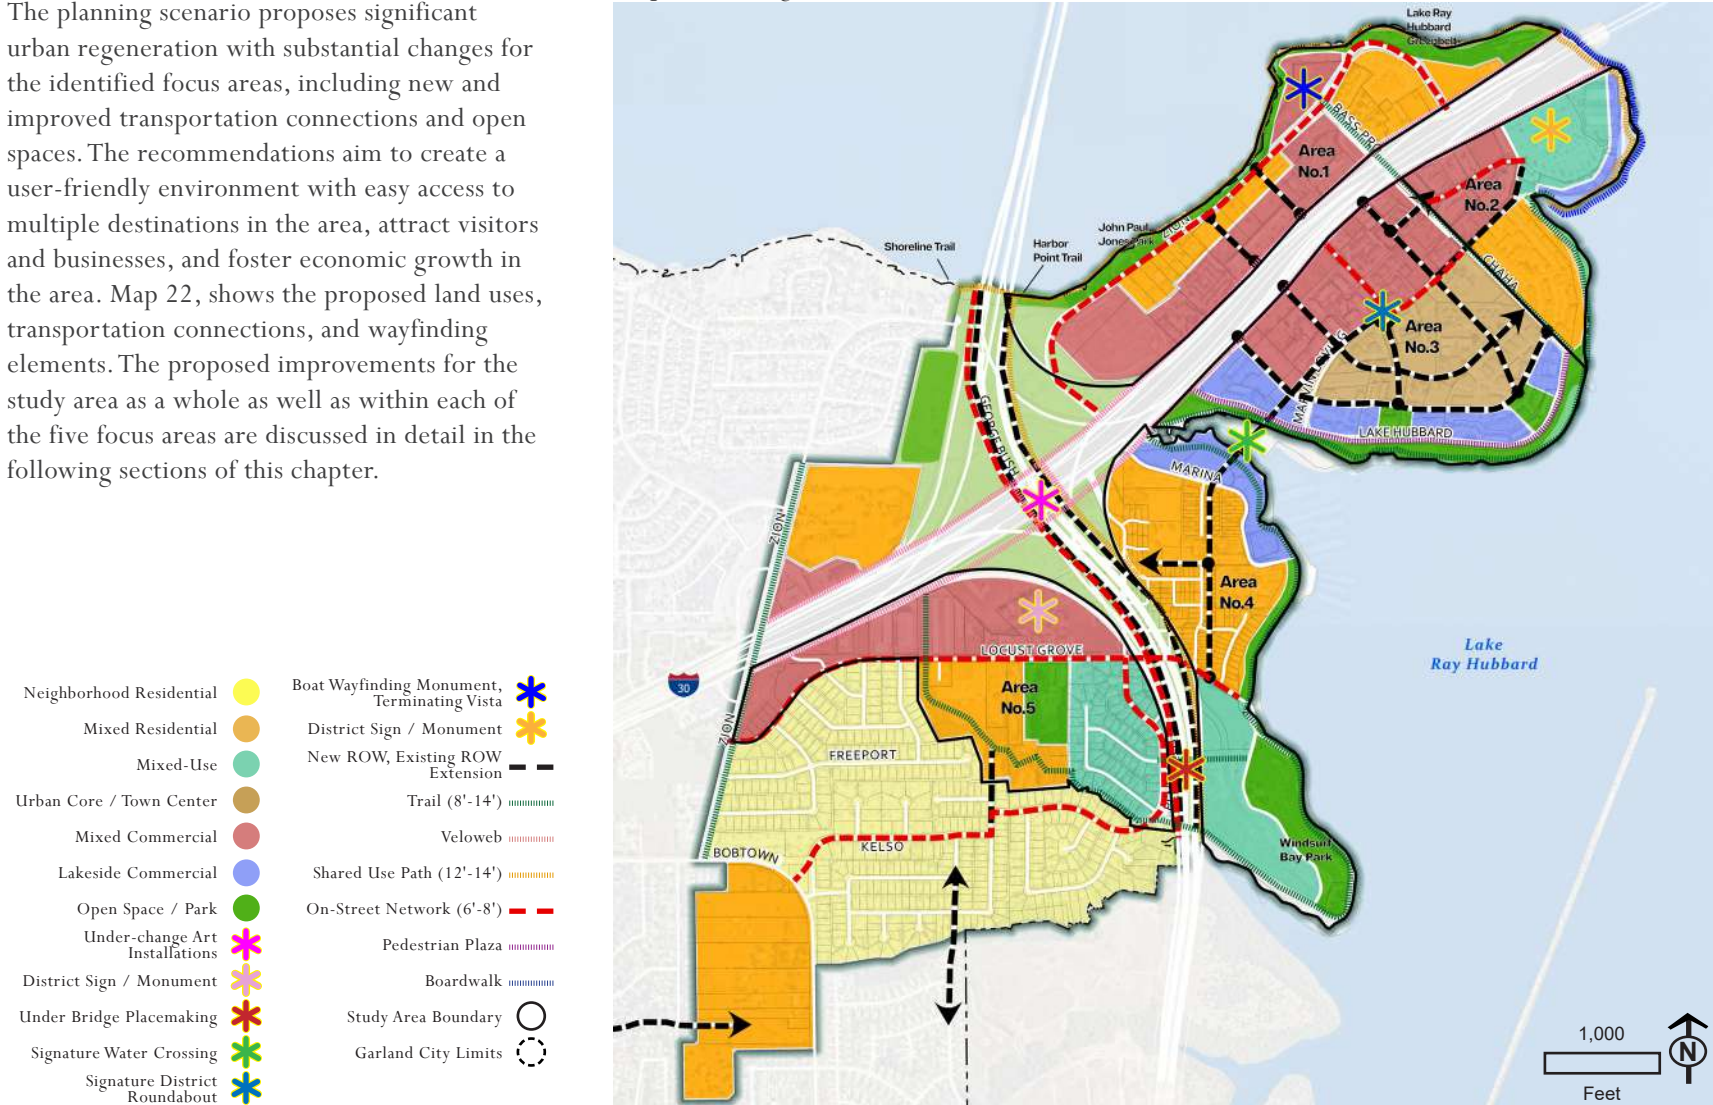 The planning scenario proposes significant
urban regeneration with substantial changes for
the identified focus areas, including new and
improved transportation connections and open
spaces. The recommendations aim to create a
user-friendly environment with easy access to
multiple destinations in the area, attract visitors
and businesses, and foster economic growth in
the area. Map 22, shows the proposed land uses,
transportation connections, and wayfinding
elements. The proposed improvements for the
study area as a whole as well as within each of
the five focus areas are discussed in detail in the
following sections of this chapter.
Neighborhood Residential
Mixed Residential
Mixed-Use
Urban Core / Town Center
Mixed Commercial
Lakeside Commercial
Open Space / Park
Under-change Art
Installations
District Sign / Monument
Under Bridge Placemaking
Signature Water Crossing
Signature District
Roundabout
Boat Wayfinding Monument,
Terminating Vista
District Sign / Monument
New ROW, Existing ROW
Extension
Trail (8'-14')
Veloweb
Shared Use Path (12'-14')
On-Street Network (6'-8')
Pedestrian Plaza
Boardwalk
Study Area Boundary
Garland City Limits
Lake Ray
Hubbard
Greenbelt
BASS PRO
Area
No.1
Area
No.2
ZION
John Paul
Jones Park
Shoreline Trail
Harbor
Point Trail
CHAHA
Area
No.3
GEORGE BUSH
LAKE HUBBARD
MARINA
ZION
Area
No.4
LOCUST GROVE
Lake
Ray Hubbard
30
Area
No.5
ZION
FREEPORT
KELSO
BOBTOWN
Windsurf
Bay Park
1,000
N
Feet